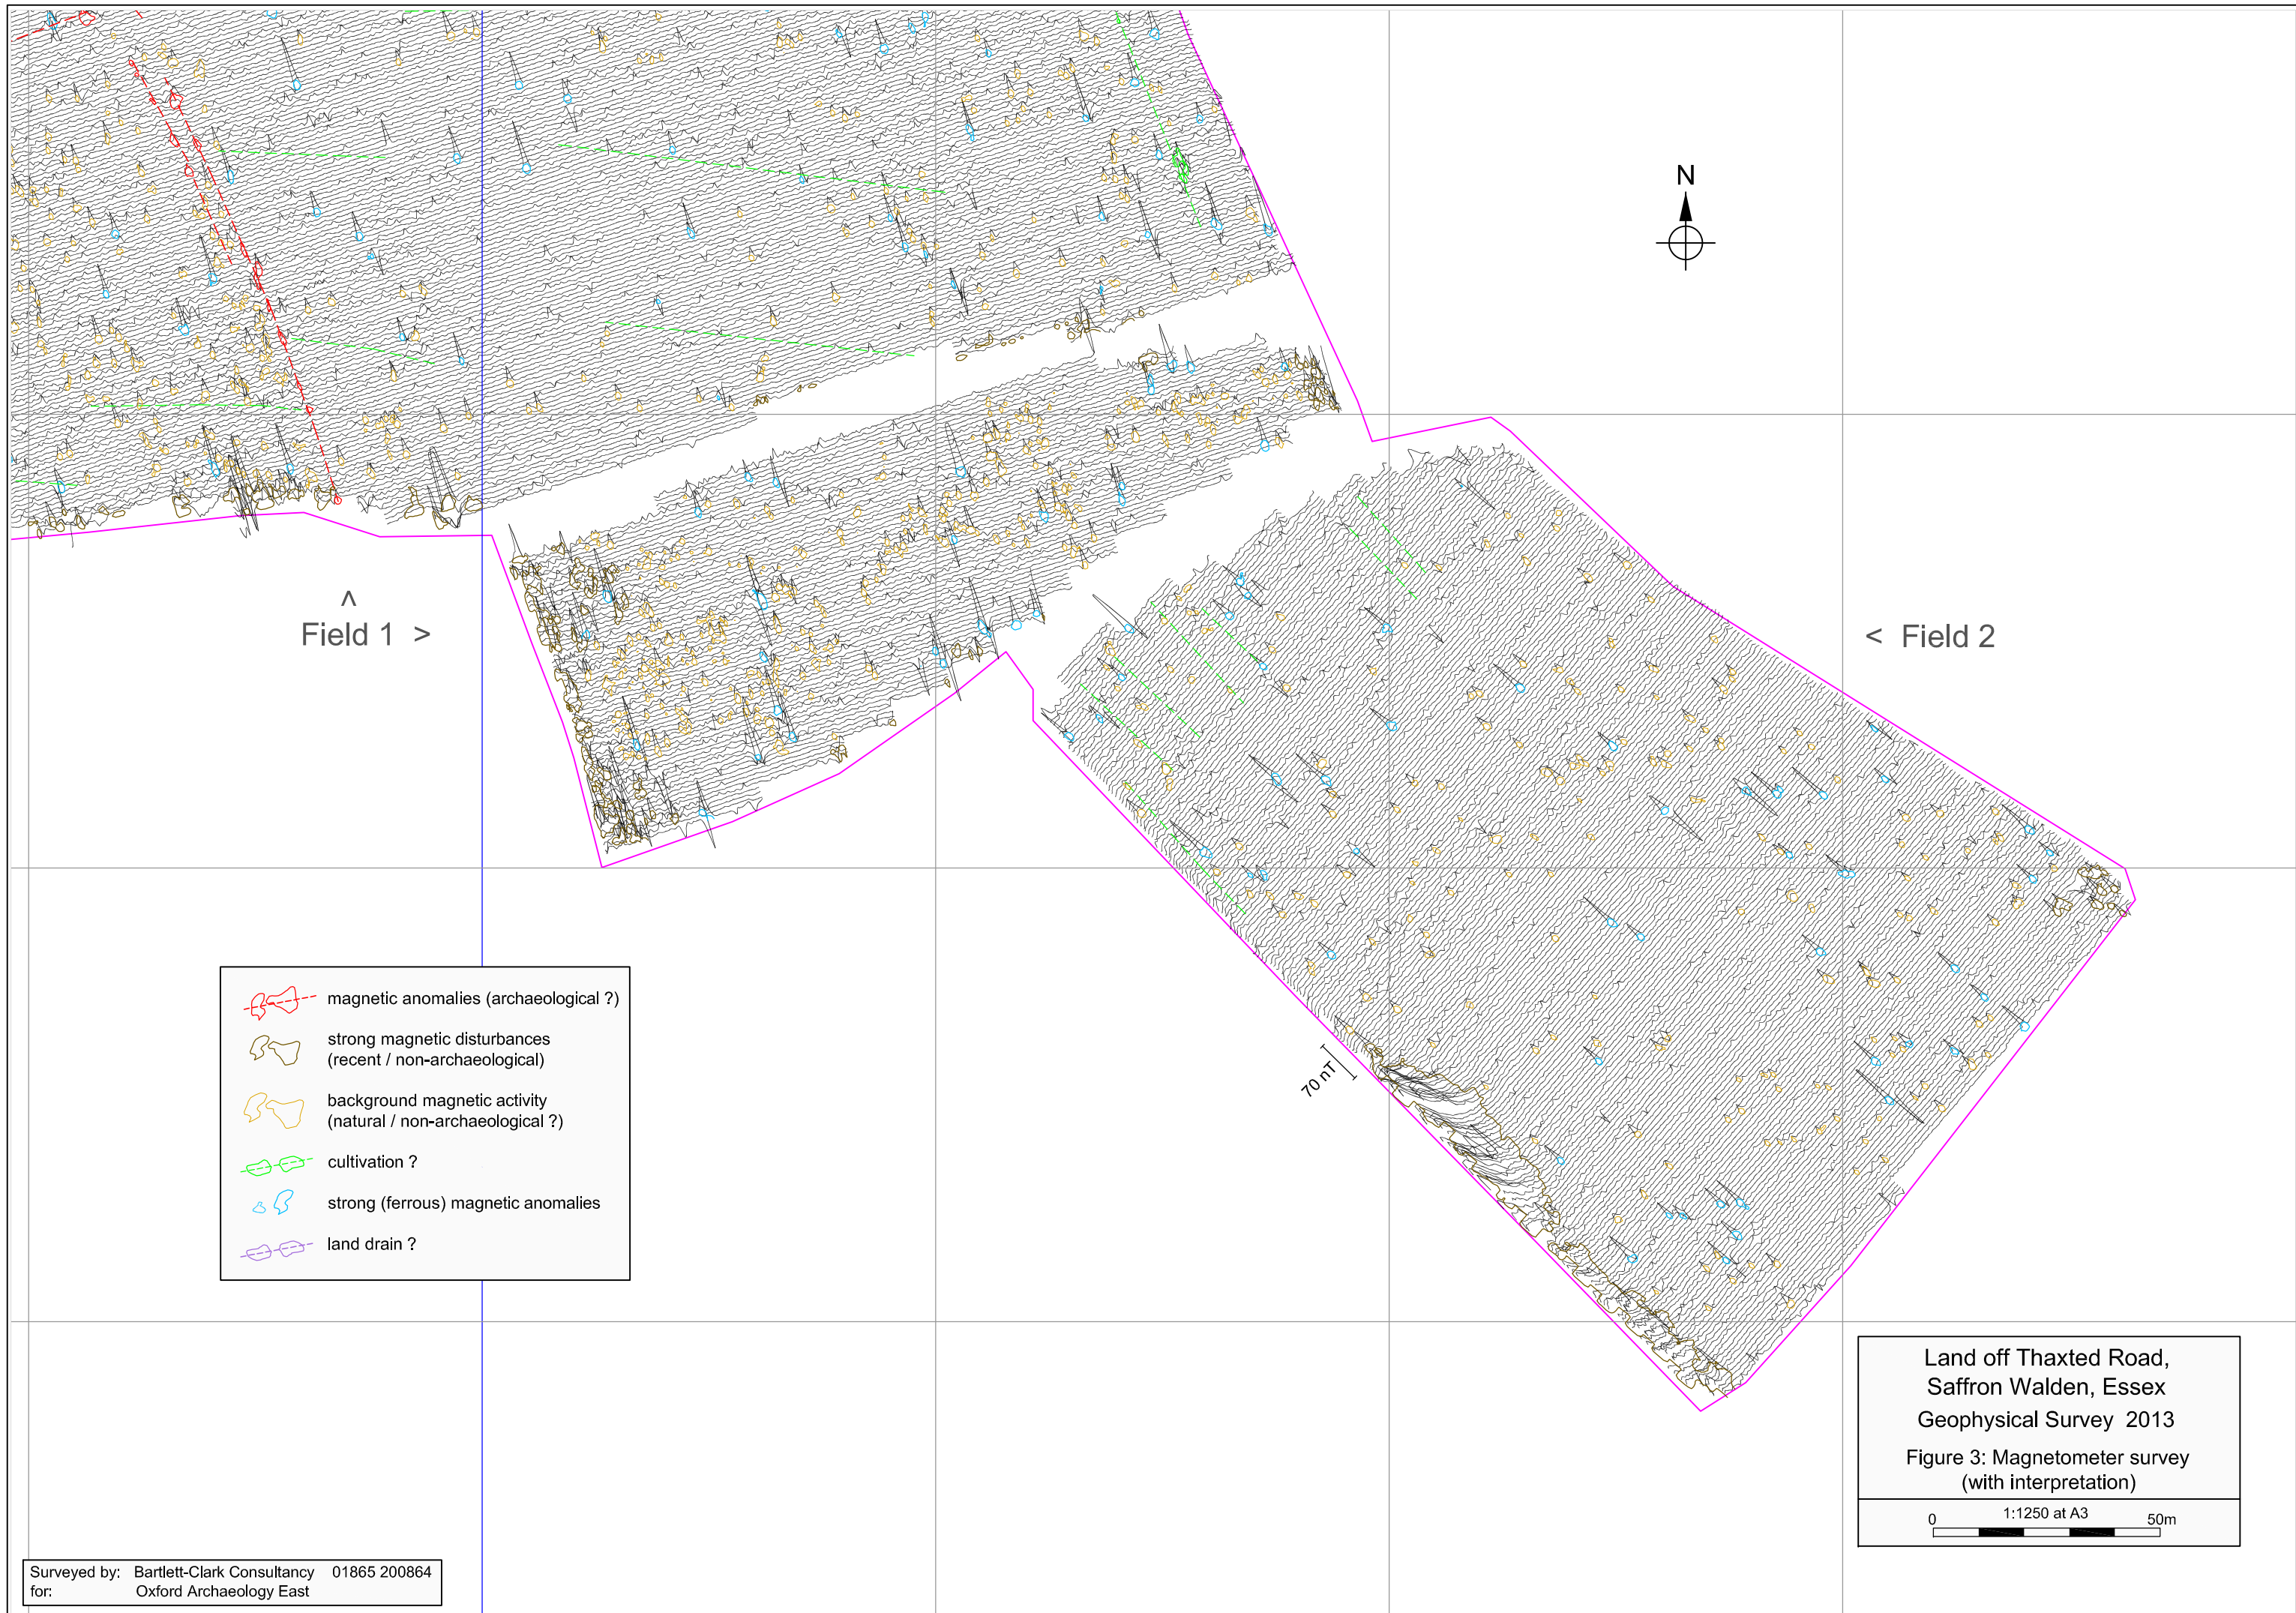 N
^
Field 1 >
< Field 2
magnetic anomalies (archaeological ?)
strong magnetic disturbances
(recent / non-archaeological)
background magnetic activity
(natural / non-archaeological ?)
cultivation ?
strong (ferrous) magnetic anomalies
land drain ?
70 nT
Land off Thaxted Road,
Saffron Walden, Essex
Geophysical Survey 2013
Figure 3: Magnetometer survey
(with interpretation)
1:1250 at A3
0 50m
Surveyed by: Bartlett-Clark Consultancy 01865 200864
for: Oxford Archaeology East